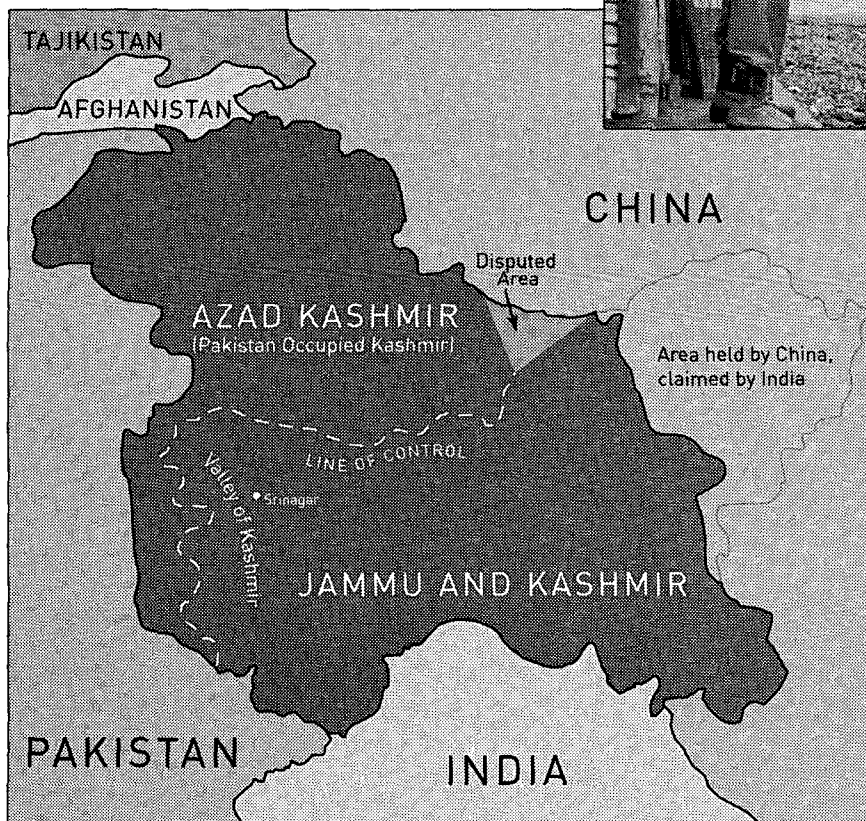 TAJIKISTAN
AFGHANISTAN
CHINA
Disputed
Area
AZAD KASHMIR
(Pakistan Occupied Kashmir)
Area held by China,
claimed by India
LINE OF CONTROL
Valley of Kashmir
Srinagar
JAMMU AND KASHMIR
PAKISTAN
INDIA